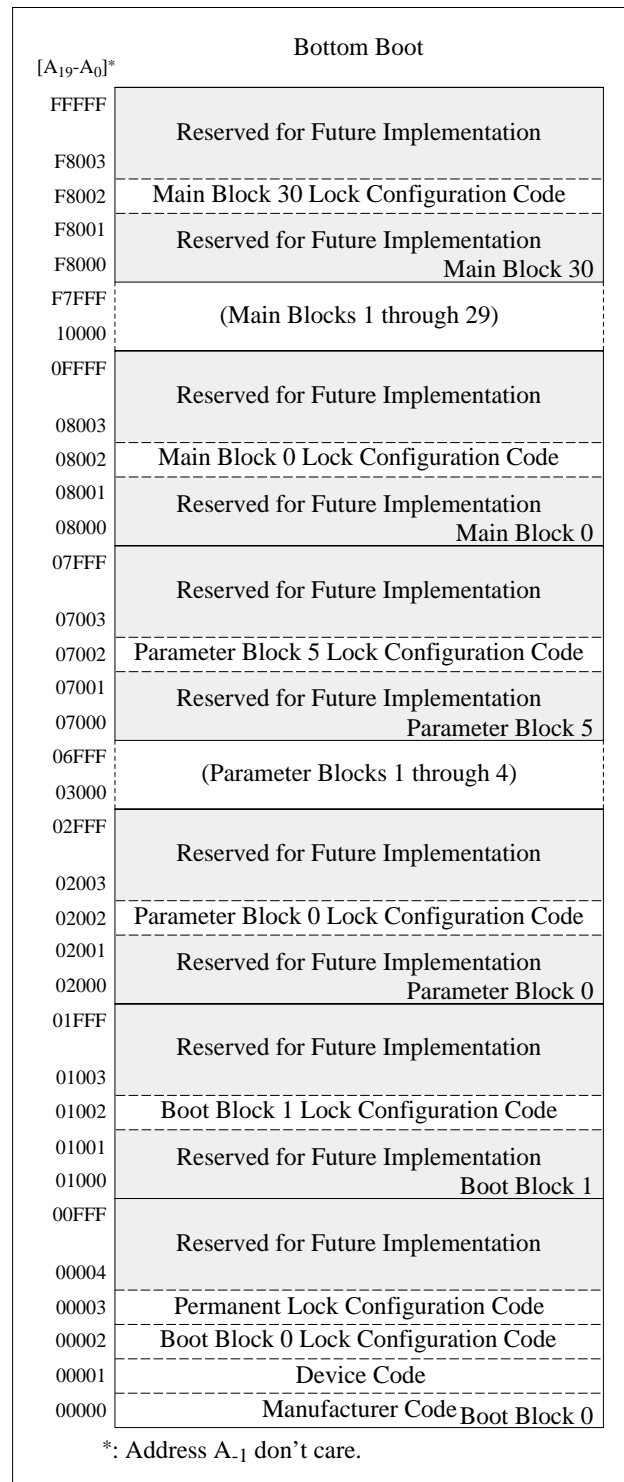 Bottom Boot
[A19-A0]*
FFFFF
Reserved for Future Implementation
F8003
F8002 Main Block 30 Lock Configuration Code
F8001
Reserved for Future Implementation
F8000
Main Block 30
F7FFF
(Main Blocks 1 through 29)
10000
0FFFF
Reserved for Future Implementation
08003
08002 Main Block 0 Lock Configuration Code
08001
Reserved for Future Implementation
08000
Main Block 0
07FFF
Reserved for Future Implementation
07003
07002 Parameter Block 5 Lock Configuration Code
07001
Reserved for Future Implementation
07000
Parameter Block 5
06FFF
(Parameter Blocks 1 through 4)
03000
02FFF
Reserved for Future Implementation
02003
02002 Parameter Block 0 Lock Configuration Code
02001
Reserved for Future Implementation
02000
Parameter Block 0
01FFF
Reserved for Future Implementation
01003
01002 Boot Block 1 Lock Configuration Code
01001
Reserved for Future Implementation
01000
Boot Block 1
00FFF
Reserved for Future Implementation
00004
00003 Permanent Lock Configuration Code
00002 Boot Block 0 Lock Configuration Code
00001 Device Code
00000 Manufacturer Code Boot Block 0
*: Address A-1 don't care.